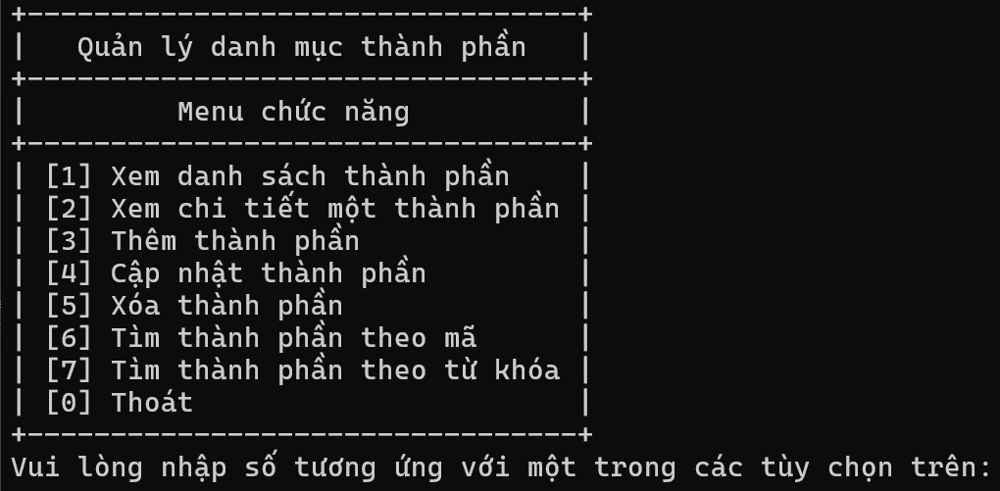 +---------------------------------+
|   Quản lý danh mục thành phần   |
+---------------------------------+
|         Menu chức năng          |
+---------------------------------+
| [1] Xem danh sách thành phần    |
| [2] Xem chi tiết một thành phần |
| [3] Thêm thành phần             |
| [4] Cập nhật thành phần         |
| [5] Xóa thành phần              |
| [6] Tìm thành phần theo mã      |
| [7] Tìm thành phần theo từ khóa |
| [0] Thoát                       |
+---------------------------------+
Vui lòng nhập số tương ứng với một trong các tùy chọn trên: